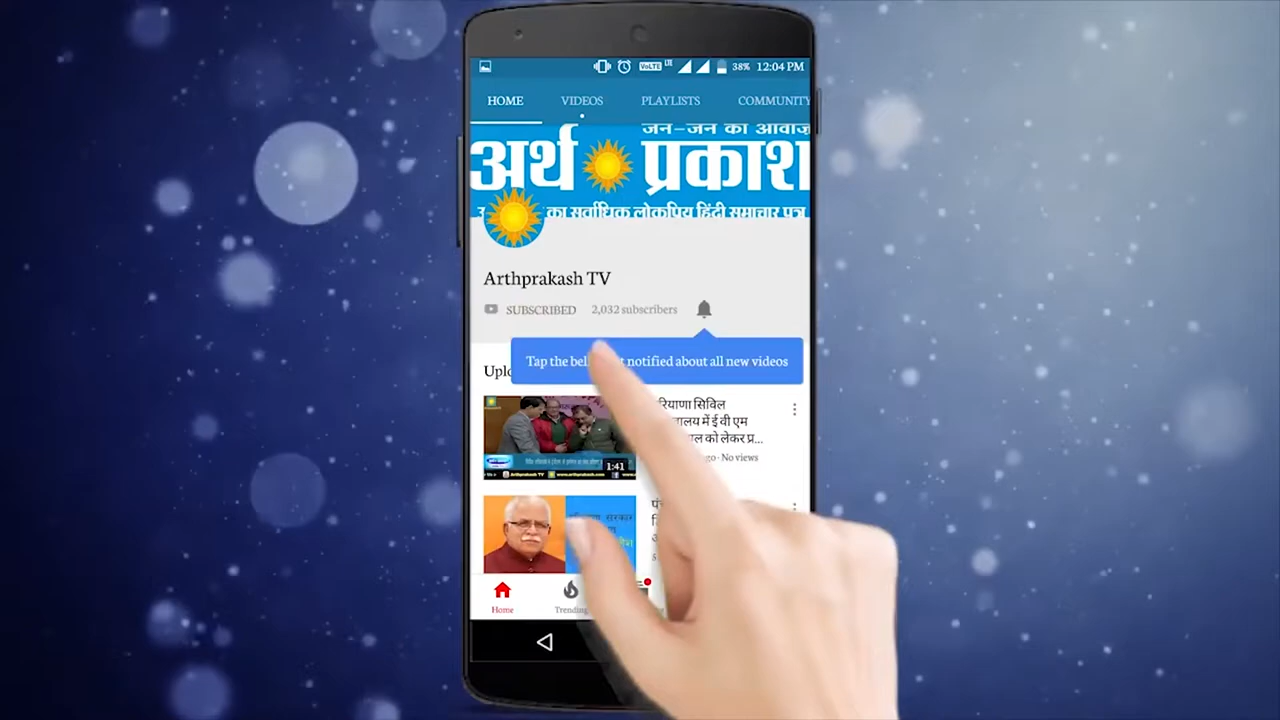 38% 12:04 PM
HOME VIDEOS PLAYLISTS COMMUNITY
जन-जन की आवाज़
अर्थ प्रकाश
का सर्वाधिक लोकप्रिय हिंदी समाचार पत्र
Arthprakash TV
SUBSCRIBED 2,032 subscribers
Tap the bell notified about all new videos
हरियाणा सिविल
में ई वी एम
को लेकर प्र...
No views
1:41
Home Trending